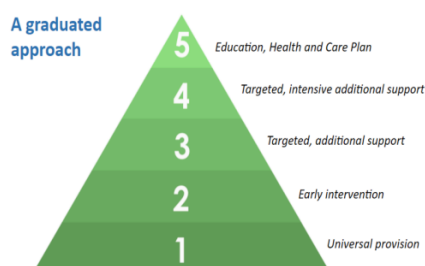 A graduated
approach
5
Education, Health and Care Plan
4
Targeted, intensive additional support
3
Targeted, additional support
2
Early intervention
1
Universal provision